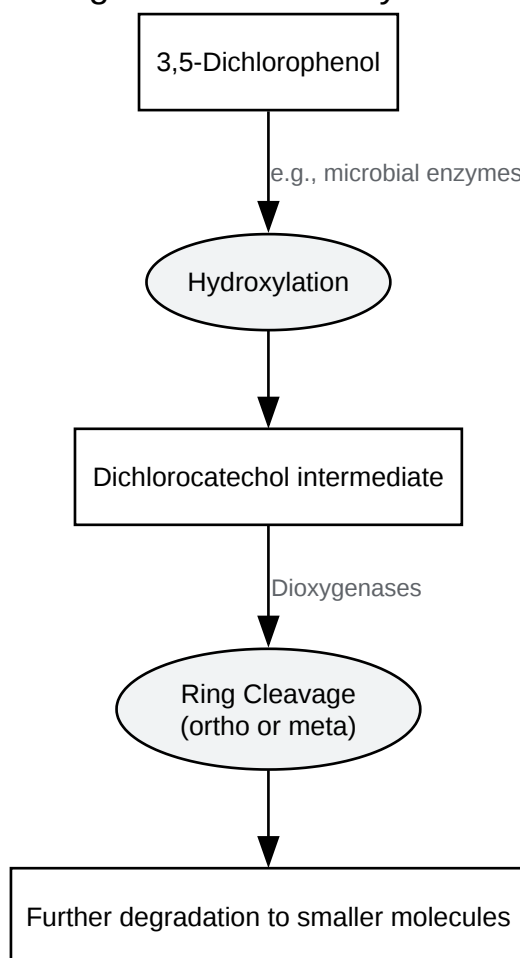 3,5-Dichlorophenol
e.g., microbial enzymes
Hydroxylation
Dichlorocatechol intermediate
Dioxygenases
Ring Cleavage
(ortho or meta)
Further degradation to smaller molecules